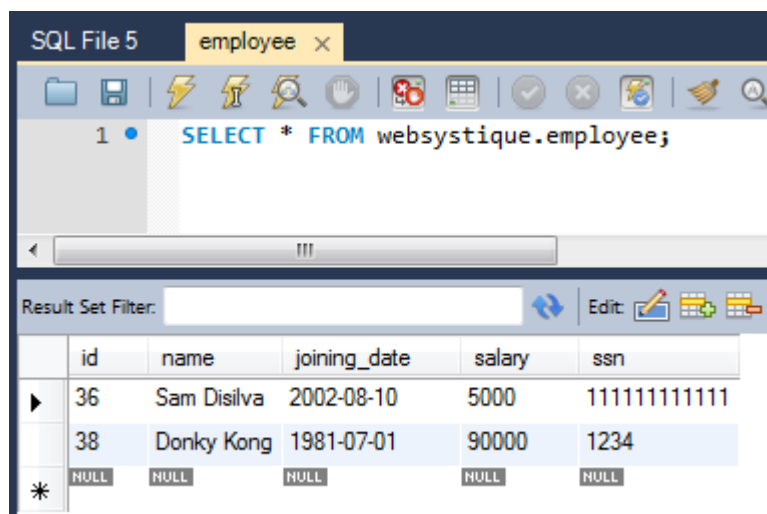 SQL File 5 employee ×
1 SELECT * FROM websystique.employee;
Result Set Filter: Edit:
id name joining_date salary ssn
36 Sam Disilva 2002-08-10 5000 111111111111
38 Donky Kong 1981-07-01 90000 1234
NULL NULL NULL NULL NULL